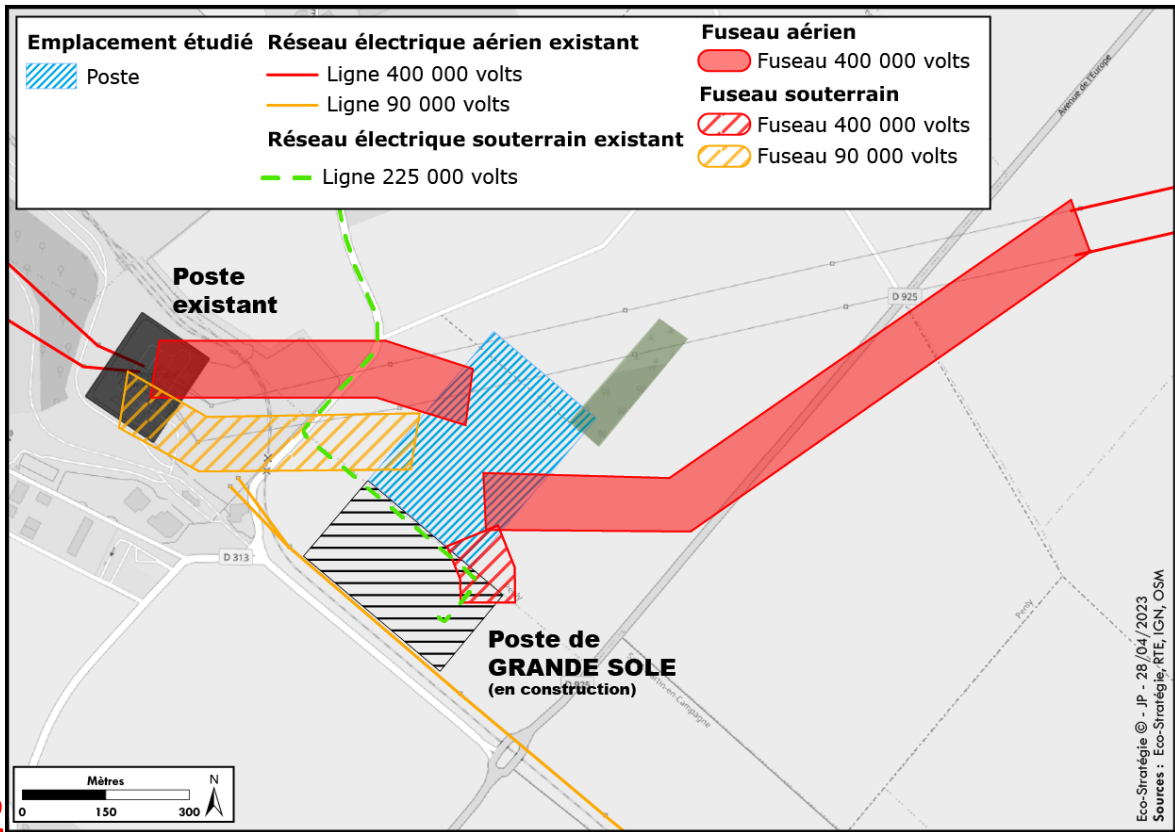 Emplacement étudié
Poste
Réseau électrique aérien existant
Ligne 400 000 volts
Ligne 90 000 volts
Réseau électrique souterrain existant
Ligne 225 000 volts
Fuseau aérien
Fuseau 400 000 volts
Fuseau souterrain
Fuseau 400 000 volts
Fuseau 90 000 volts
Avenue de l'Europe
Poste
existant
D 925
D 313
Penly
Poste de
GRANDE SOLE
(en construction)
D 925
Mètres
N
0 150 300
Eco-Stratégie © - JP - 28/04/2023
Sources : Eco-Stratégie, RTE, IGN, OSM